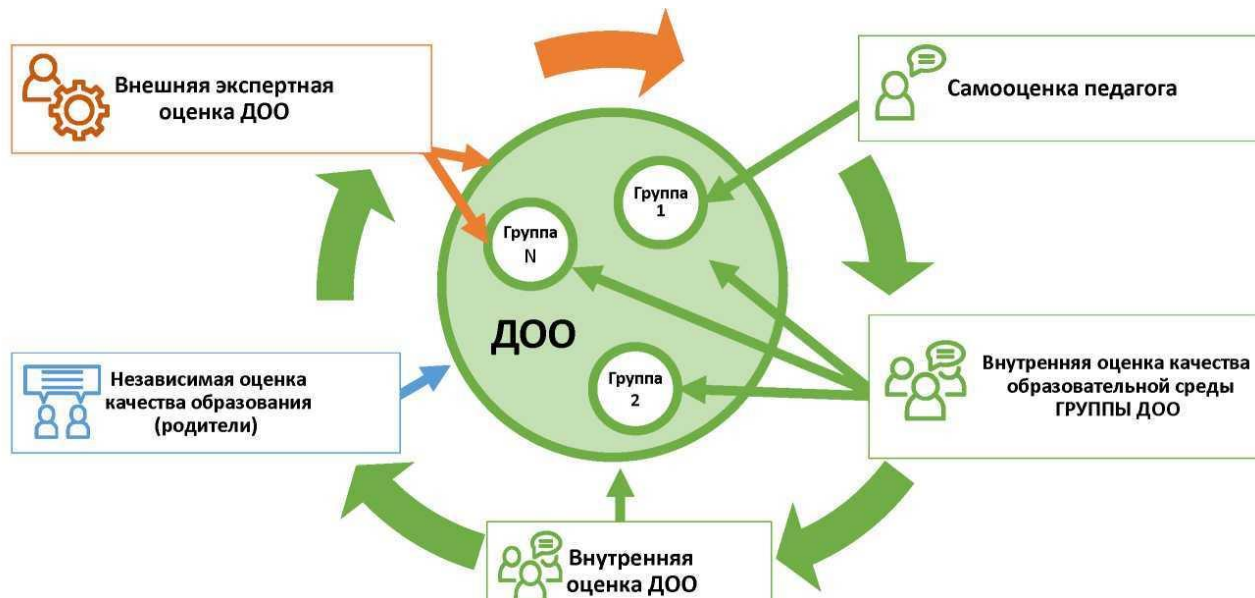 Внешняя экспертная
оценка ДОО
Самооценка педагога
Группа
1
Группа
N
ДОО
Группа
2
Независимая оценка
качества образования
(родители)
Внутренняя оценка качества
образовательной среды
ГРУППЫ ДОО
Внутренняя
оценка ДОО